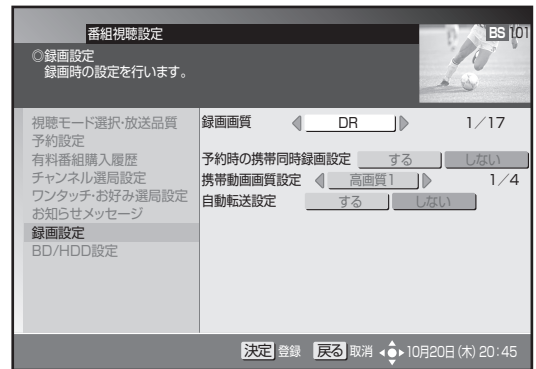 番組視聴設定
BS 101
◎録画設定
録画時の設定を行います。
視聴モード選択・放送品質
予約設定
有料番組購入履歴
チャンネル選局設定
ワンタッチ・お好み選局設定
お知らせメッセージ
録画設定
BD/HDD設定
録画画質 DR 1/17
予約時の携帯同時録画設定 する しない
携帯動画画質設定 高画質1 1/4
自動転送設定 する しない
決定 登録 戻る 取消 10月20日(木) 20:45